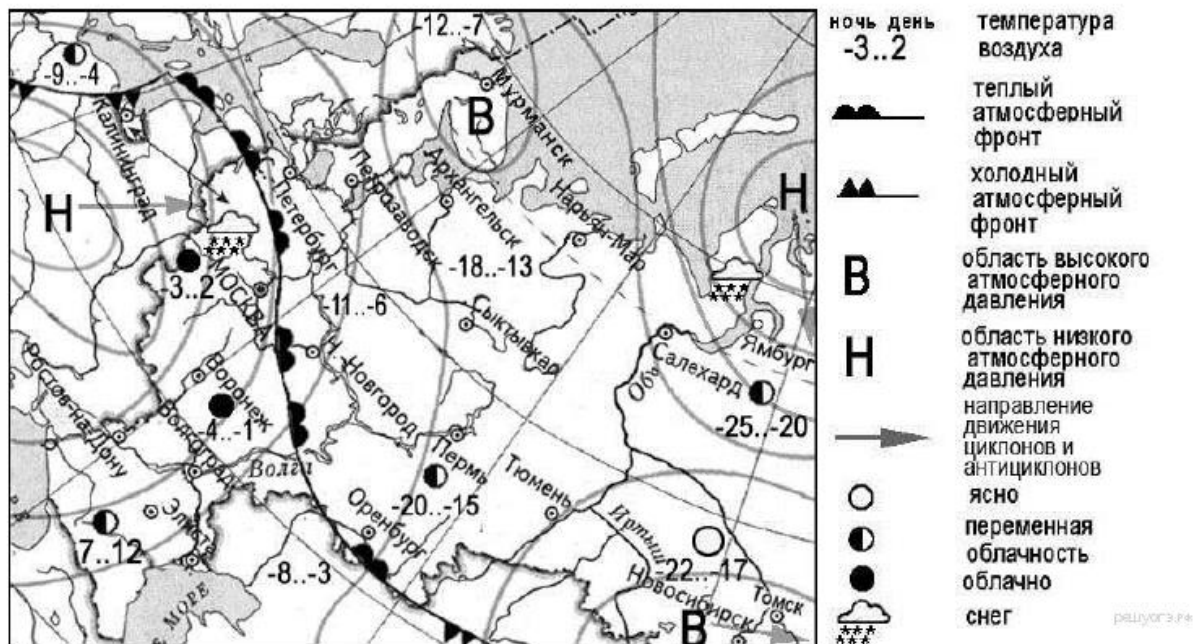 -12..-7
-9..-4
Калининград
Мурманск
В
Н
Петербург
Петрозаводск
Архангельск
Нарьян-Мар
Н
-18..-13
-3..2
МОСКВА
-11..-6
Сыктывкар
Салехард
Ямбург
Обь
-25..-20
Ростов-на-Дону
Воронеж
-4..-1
Волгоград
Н.-Новгород
Волга
Пермь
-20..-15
Тюмень
Оренбург
Элиста
7..12
-8..-3
Иртыш
-22..-17
Новосибирск
Томск
В
МОРЕ
ночь день
-3..2
температура
воздуха
теплый
атмосферный
фронт
холодный
атмосферный
фронт
В
область высокого
атмосферного
давления
Н
область низкого
атмосферного
давления
направление
движения
циклонов и
антициклонов
ясно
переменная
облачность
облачно
снег
решуогэ.рф